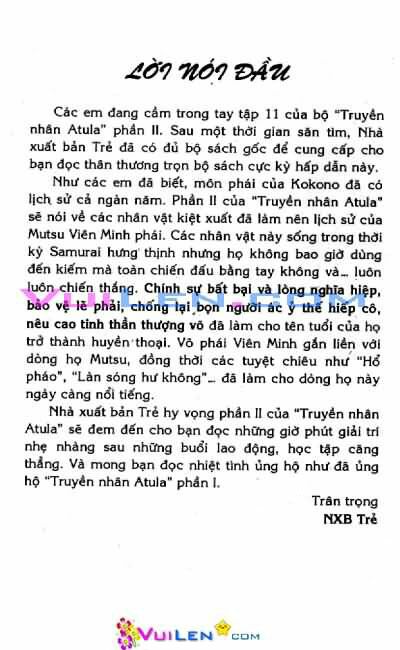 LỜI NÓI ĐẦU
Các em đang cầm trong tay tập 11 của bộ "Truyền
nhân Atula" phần II. Sau một thời gian săn tìm, Nhà
xuất bản Trẻ đã có đủ bộ sách gốc để cung cấp cho
bạn đọc thân thương trọn bộ sách cực kỳ hấp dẫn này.
Như các em đã biết, môn phái của Kokono đã có
lịch sử cả ngàn năm. Phần II của "Truyền nhân Atula"
sẽ nói về các nhân vật kiệt xuất đã làm nên lịch sử của
Mutsu Viên Minh phái. Các nhân vật này sống trong thời
kỳ Samurai hưng thịnh nhưng họ không bao giờ dùng
đến kiếm mà toàn chiến đấu bằng tay không và... luôn
luôn chiến thắng. Chính sự bất bại và lòng nghĩa hiệp,
bảo vệ lẽ phải, chống lại bọn người ác ỷ thế hiếp cô,
nêu cao tinh thần thượng võ đã làm cho tên tuổi của họ
trở thành huyền thoại. Võ phái Viên Minh gắn liền với
dòng họ Mutsu, đồng thời các tuyệt chiêu như "Hổ
pháo", "Làn sóng hư không"... đã làm cho dòng họ này
ngày càng nổi tiếng.
Nhà xuất bản Trẻ hy vọng phần II của "Truyền nhân
Atula" sẽ đem đến cho bạn đọc những giờ phút giải trí
nhẹ nhàng sau những buổi lao động, học tập căng
thẳng. Và mong bạn đọc nhiệt tình ủng hộ như đã ủng
hộ "Truyền nhân Atula" phần I.
Trân trọng
NXB Trẻ
VUILEN.COM
VUILEN.COM